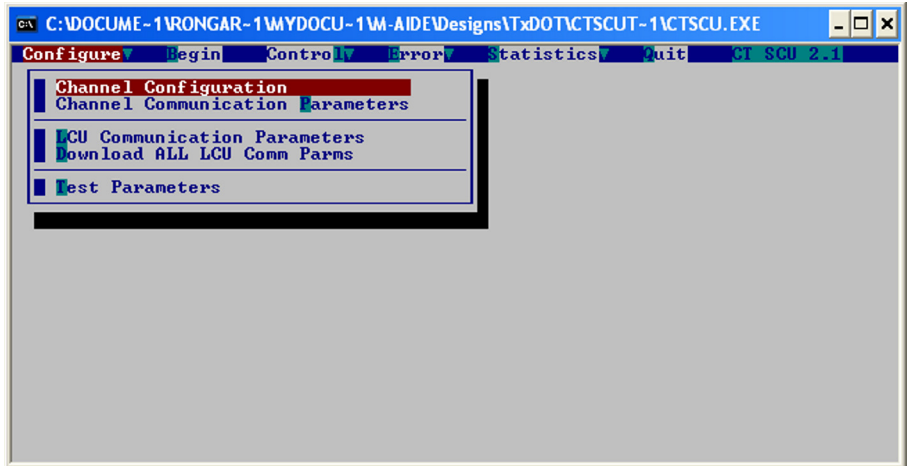 C:\DOCUME~1\RONGAR~1\MYDOCU~1\M-AIDE\Designs\TxDOT\CTSCUT~1\CTSCU.EXE
Configure Begin Control Error Statistics Quit CT SCU 2.1
Channel Configuration
Channel Communication Parameters
LCU Communication Parameters
Download ALL LCU Comm Parms
Test Parameters